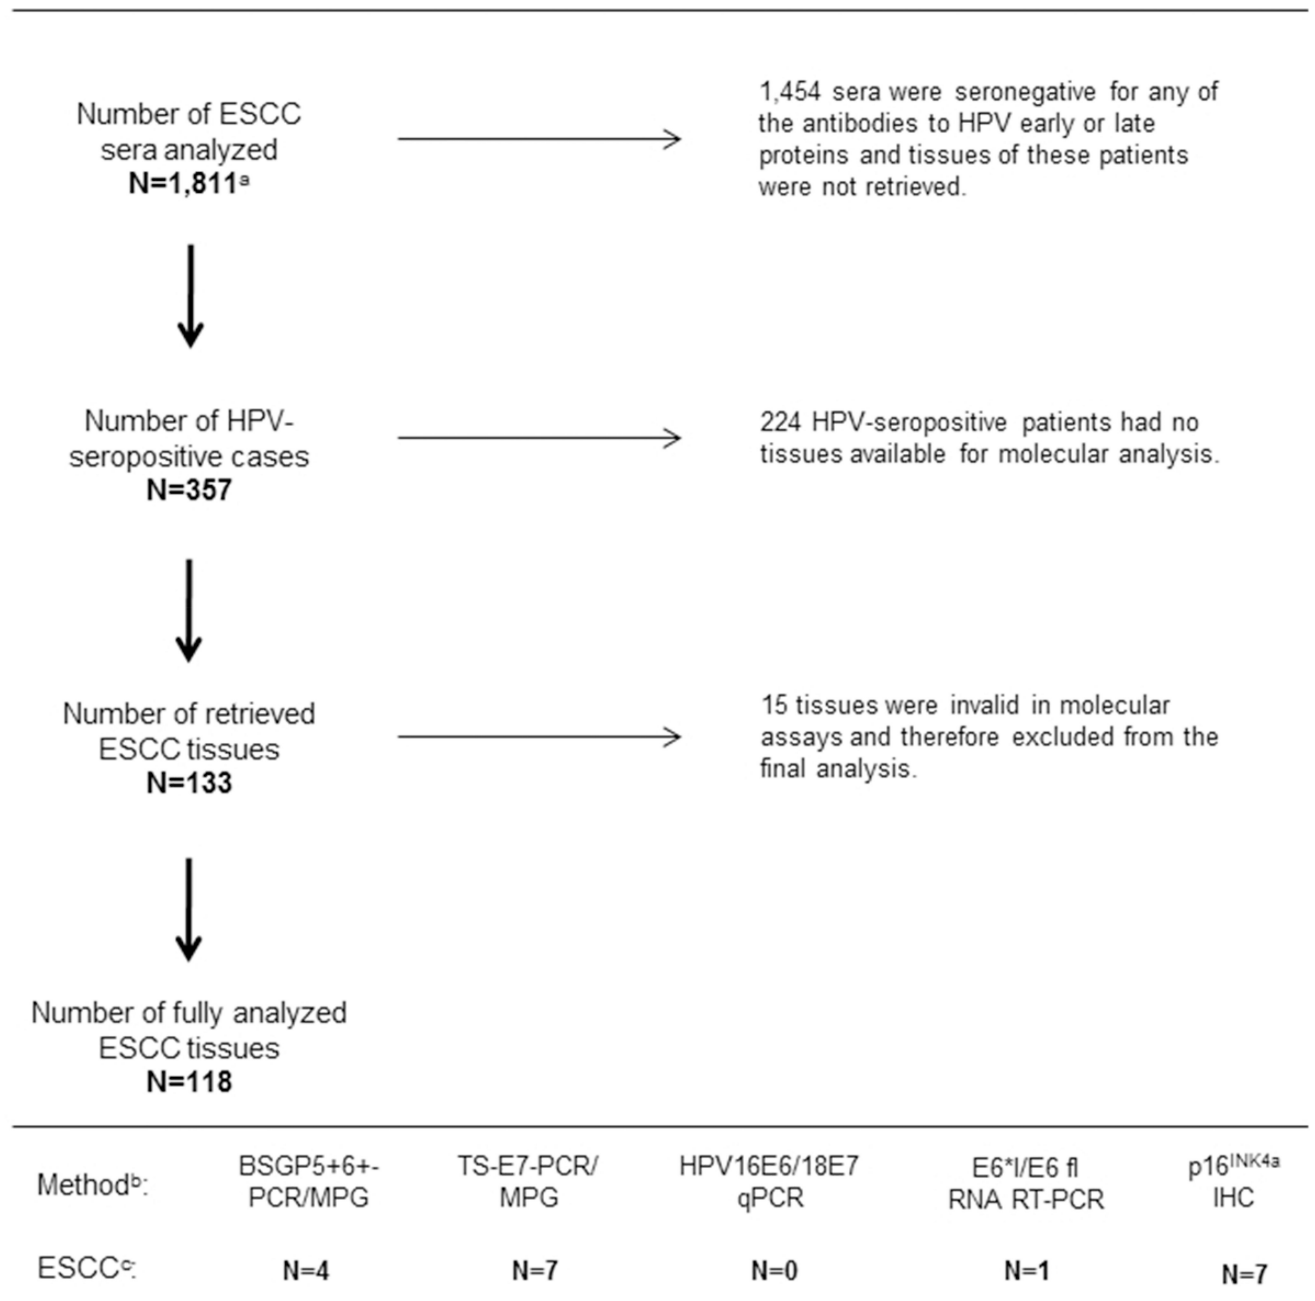 Number of ESCC
sera analyzed
N=1,811ᵃ
1,454 sera were seronegative for any of
the antibodies to HPV early or late
proteins and tissues of these patients
were not retrieved.
Number of HPV-
seropositive cases
N=357
224 HPV-seropositive patients had no
tissues available for molecular analysis.
Number of retrieved
ESCC tissues
N=133
15 tissues were invalid in molecular
assays and therefore excluded from the
final analysis.
Number of fully analyzed
ESCC tissues
N=118
Methodᵇ:
BSGP5+6+-
PCR/MPG
TS-E7-PCR/
MPG
HPV16E6/18E7
qPCR
E6*I/E6 fl
RNA RT-PCR
p16INK4a
IHC
ESCCᶜ:
N=4
N=7
N=0
N=1
N=7